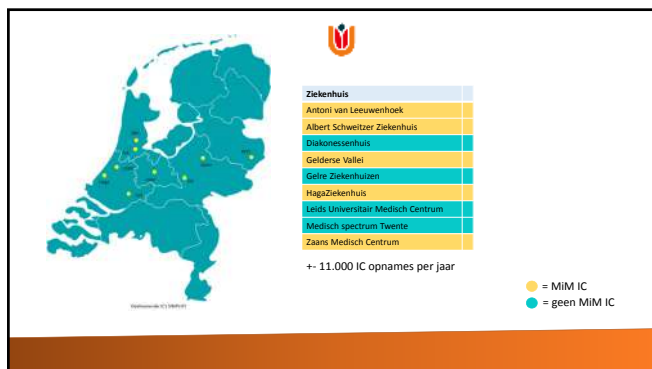 Ziekenhuis
Antoni van Leeuwenhoek
Albert Schweitzer Ziekenhuis
Diakonessenhuis
Gelderse Vallei
Gelre Ziekenhuizen
HagaZiekenhuis
Leids Universitair Medisch Centrum
Medisch spectrum Twente
Zaans Medisch Centrum
+- 11.000 IC opnames per jaar
= MiM IC
= geen MiM IC